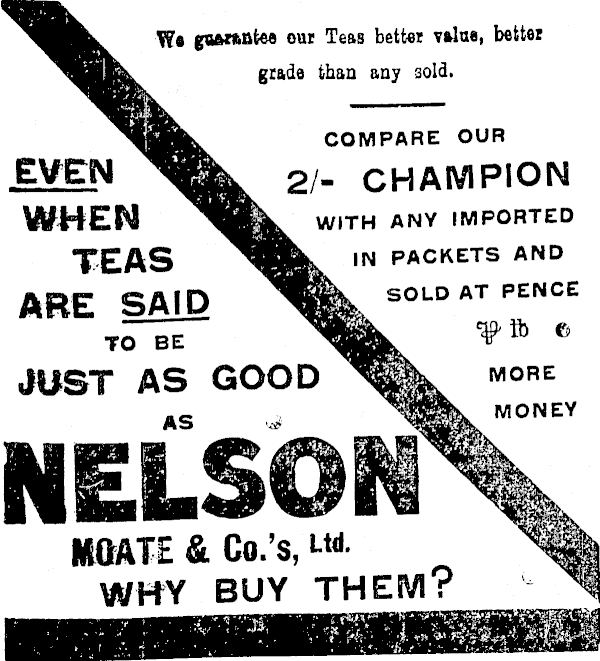 We guarantee our Teas better value, better
grade than any sold.
COMPARE OUR
2/- CHAMPION
WITH ANY IMPORTED
IN PACKETS AND
SOLD AT PENCE
℔ lb
MORE
MONEY
EVEN
WHEN
TEAS
ARE SAID
TO BE
JUST AS GOOD
AS
NELSON
MOATE & Co.'s, Ltd.
WHY BUY THEM?